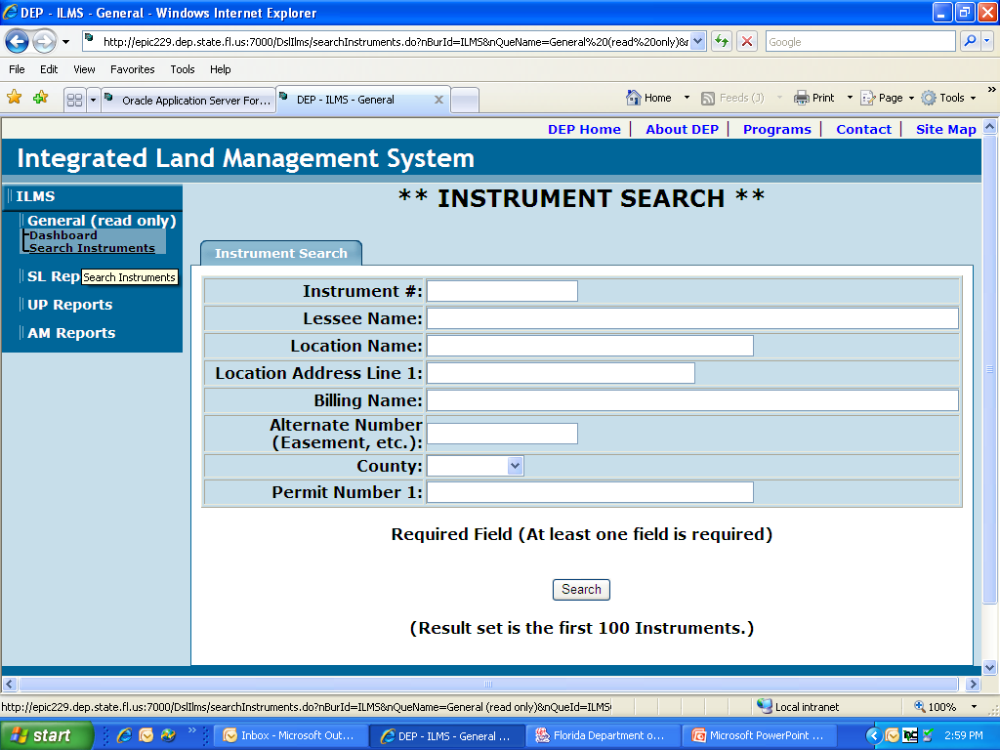 DEP - ILMS - General - Windows Internet Explorer
http://epic229.dep.state.fl.us:7000/DslIlms/searchInstruments.do?nBurId=ILMS&nQueName=General%20(read%20only)&
Google
File Edit View Favorites Tools Help
Oracle Application Server For...
DEP - ILMS - General
Home
Feeds (J)
Print
Page
Tools
DEP Home | About DEP | Programs | Contact | Site Map
Integrated Land Management System
ILMS
General (read only)
Dashboard
Search Instruments
SL Rep
Search Instruments
UP Reports
AM Reports
** INSTRUMENT SEARCH **
Instrument Search
Instrument #:
Lessee Name:
Location Name:
Location Address Line 1:
Billing Name:
Alternate Number
(Easement, etc.):
County:
Permit Number 1:
Required Field (At least one field is required)
Search
(Result set is the first 100 Instruments.)
http://epic229.dep.state.fl.us:7000/DslIlms/searchInstruments.do?nBurId=ILMS&nQueName=General (read only)&nQueId=ILMS
Local intranet
100%
start
Inbox - Microsoft Out...
DEP - ILMS - General ...
Florida Department o...
Microsoft PowerPoint ...
2:59 PM